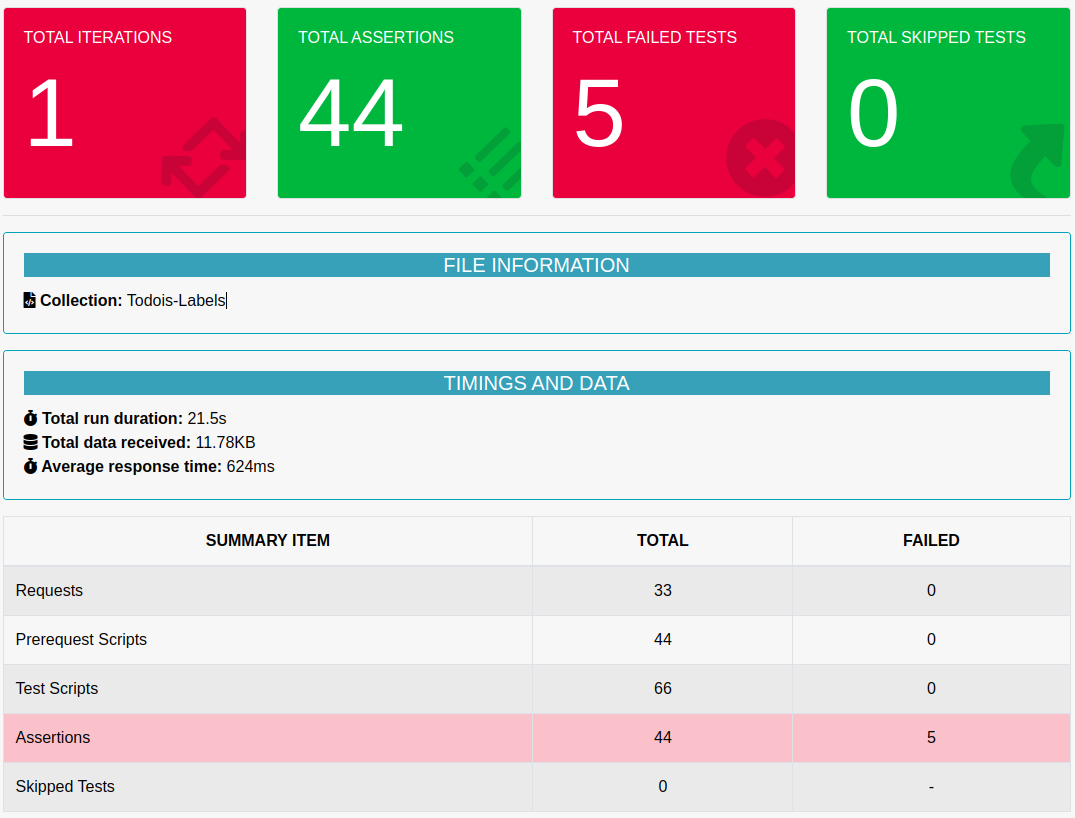 TOTAL ITERATIONS
1
TOTAL ASSERTIONS
44
TOTAL FAILED TESTS
5
TOTAL SKIPPED TESTS
0
FILE INFORMATION
Collection: Todois-Labels
TIMINGS AND DATA
Total run duration: 21.5s
Total data received: 11.78KB
Average response time: 624ms
SUMMARY ITEM TOTAL FAILED
Requests 33 0
Prerequest Scripts 44 0
Test Scripts 66 0
Assertions 44 5
Skipped Tests 0 -